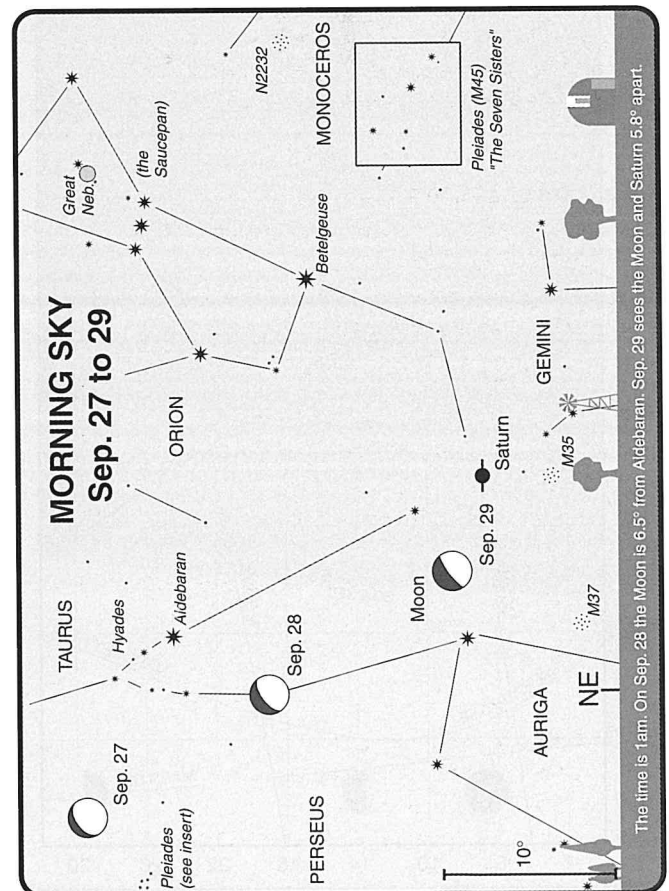 MORNING SKY
Sep. 27 to 29
TAURUS
Hyades
Aldebaran
Sep. 27
Pleiades
(see insert)
Sep. 28
PERSEUS
ORION
Great
Neb.
(the
Saucepan)
Betelgeuse
N2232
MONOCEROS
Pleiades (M45)
"The Seven Sisters"
Moon
Sep. 29
Saturn
GEMINI
M35
M37
AURIGA
NE
10°
The time is 1am. On Sep. 28 the Moon is 6.5° from Aldebaran. Sep. 29 sees the Moon and Saturn 5.8° apart.